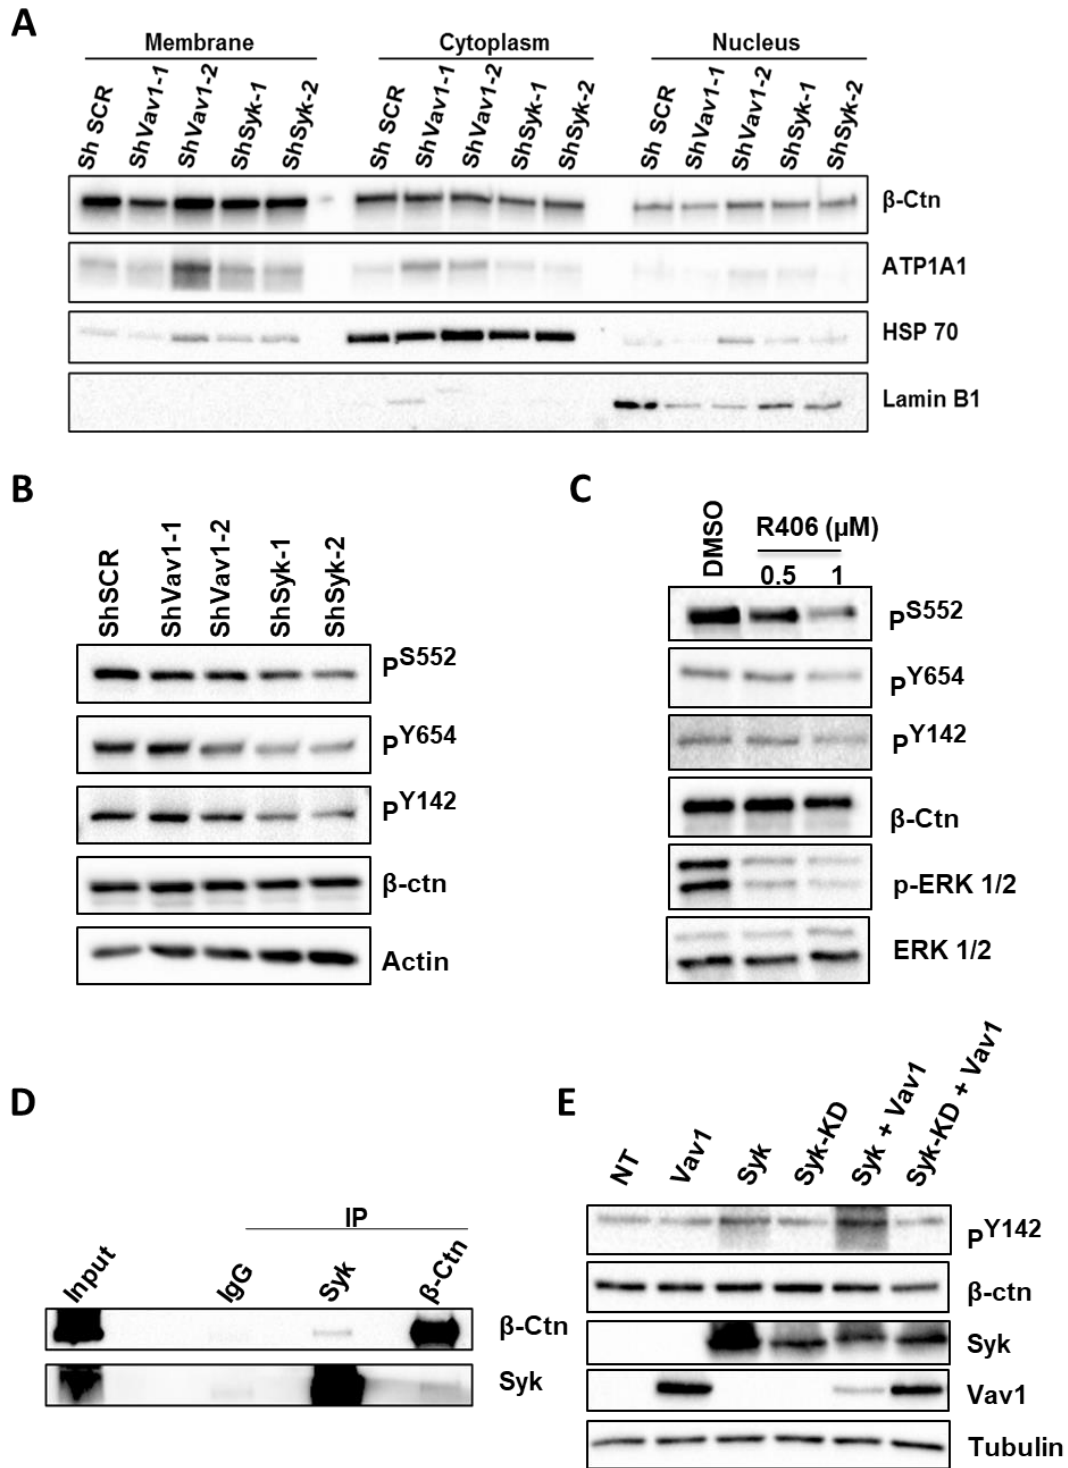 A
Membrane Cytoplasm Nucleus
Sh SCR ShVav1-1 ShVav1-2 ShSyk-1 ShSyk-2 Sh SCR ShVav1-1 ShVav1-2 ShSyk-1 ShSyk-2 Sh SCR ShVav1-1 ShVav1-2 ShSyk-1 ShSyk-2
β-Ctn
ATP1A1
HSP 70
Lamin B1
B
ShSCR ShVav1-1 ShVav1-2 ShSyk-1 ShSyk-2
PS552
PY654
PY142
β-ctn
Actin
C
DMSO R406 (µM)
0.5 1
PS552
PY654
PY142
β-Ctn
p-ERK 1/2
ERK 1/2
D
IP
Input IgG Syk β-Ctn
β-Ctn
Syk
E
NT Vav1 Syk Syk-KD Syk + Vav1 Syk-KD + Vav1
PY142
β-ctn
Syk
Vav1
Tubulin